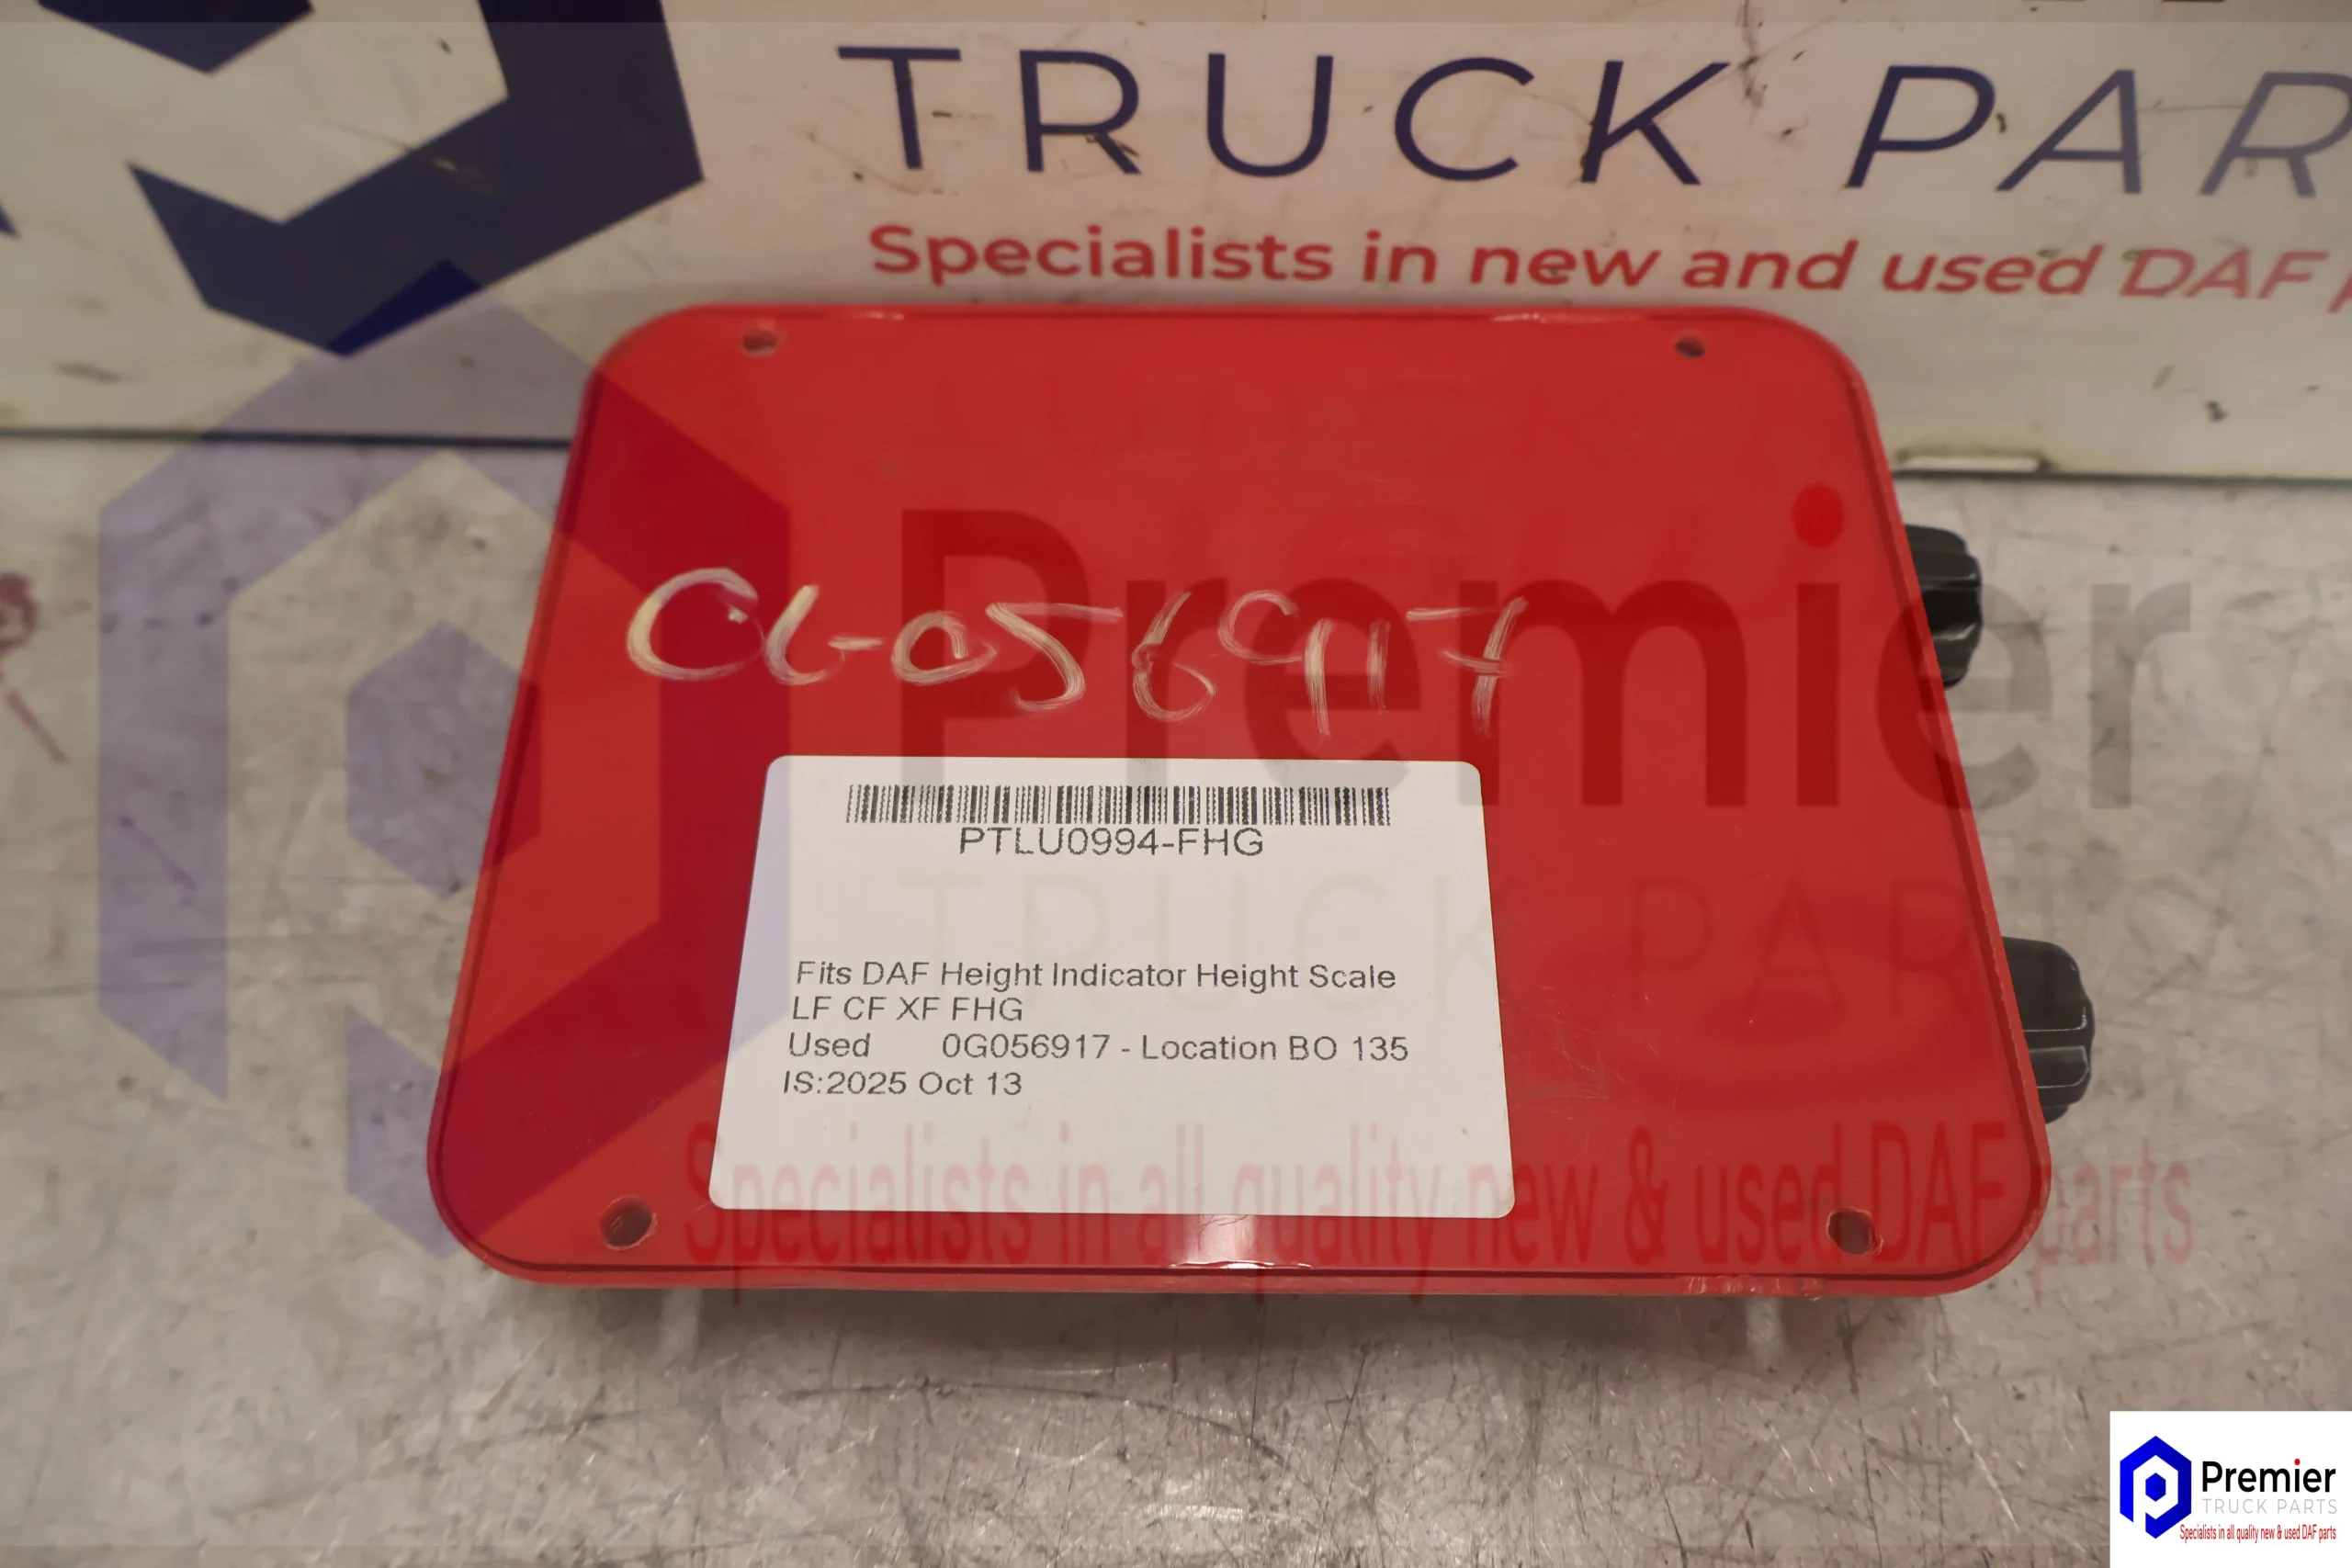 TRUCK PAR
Specialists in new and used DAF p
Premier
0G-056917
PTLU0994-FHG
TRUCK PARTS
Fits DAF Height Indicator Height Scale
LF CF XF FHG
Used 0G056917 - Location BO 135
IS:2025 Oct 13
Specialists in all quality new & used DAF parts
Premier
TRUCK PARTS
Specialists in all quality new & used DAF parts